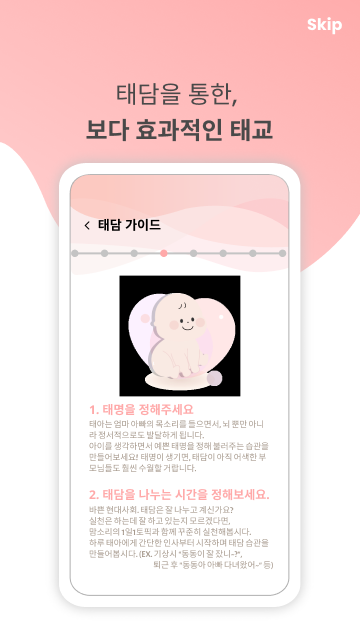 Skip
태담을 통한,
보다 효과적인 태교
태담 가이드
1. 태명을 정해주세요
태아는 엄마 아빠의 목소리를 들으면서, 뇌 뿐만 아니
라 정서적으로도 발달하게 됩니다.
아이를 생각하면서 예쁜 태명을 정해 불러주는 습관을
만들어보세요! 태명이 생기면, 태담이 아직 어색한 부
모님들도 훨씬 수월할 거랍니다.
2. 태담을 나누는 시간을 정해보세요.
바쁜 현대사회. 태담은 잘 나누고 계신가요?
실천은 하는데 잘 하고 있는지 모르겠다면,
맘소리의 1일1토픽과 함께 꾸준히 실천해봅시다.
하루 태아에게 간단한 인사부터 시작하며 태담 습관을
만들어봅시다. (EX. 기상시 "동동이 잘 잤니~?",
퇴근 후 "동동아 아빠 다녀왔어~" 등)